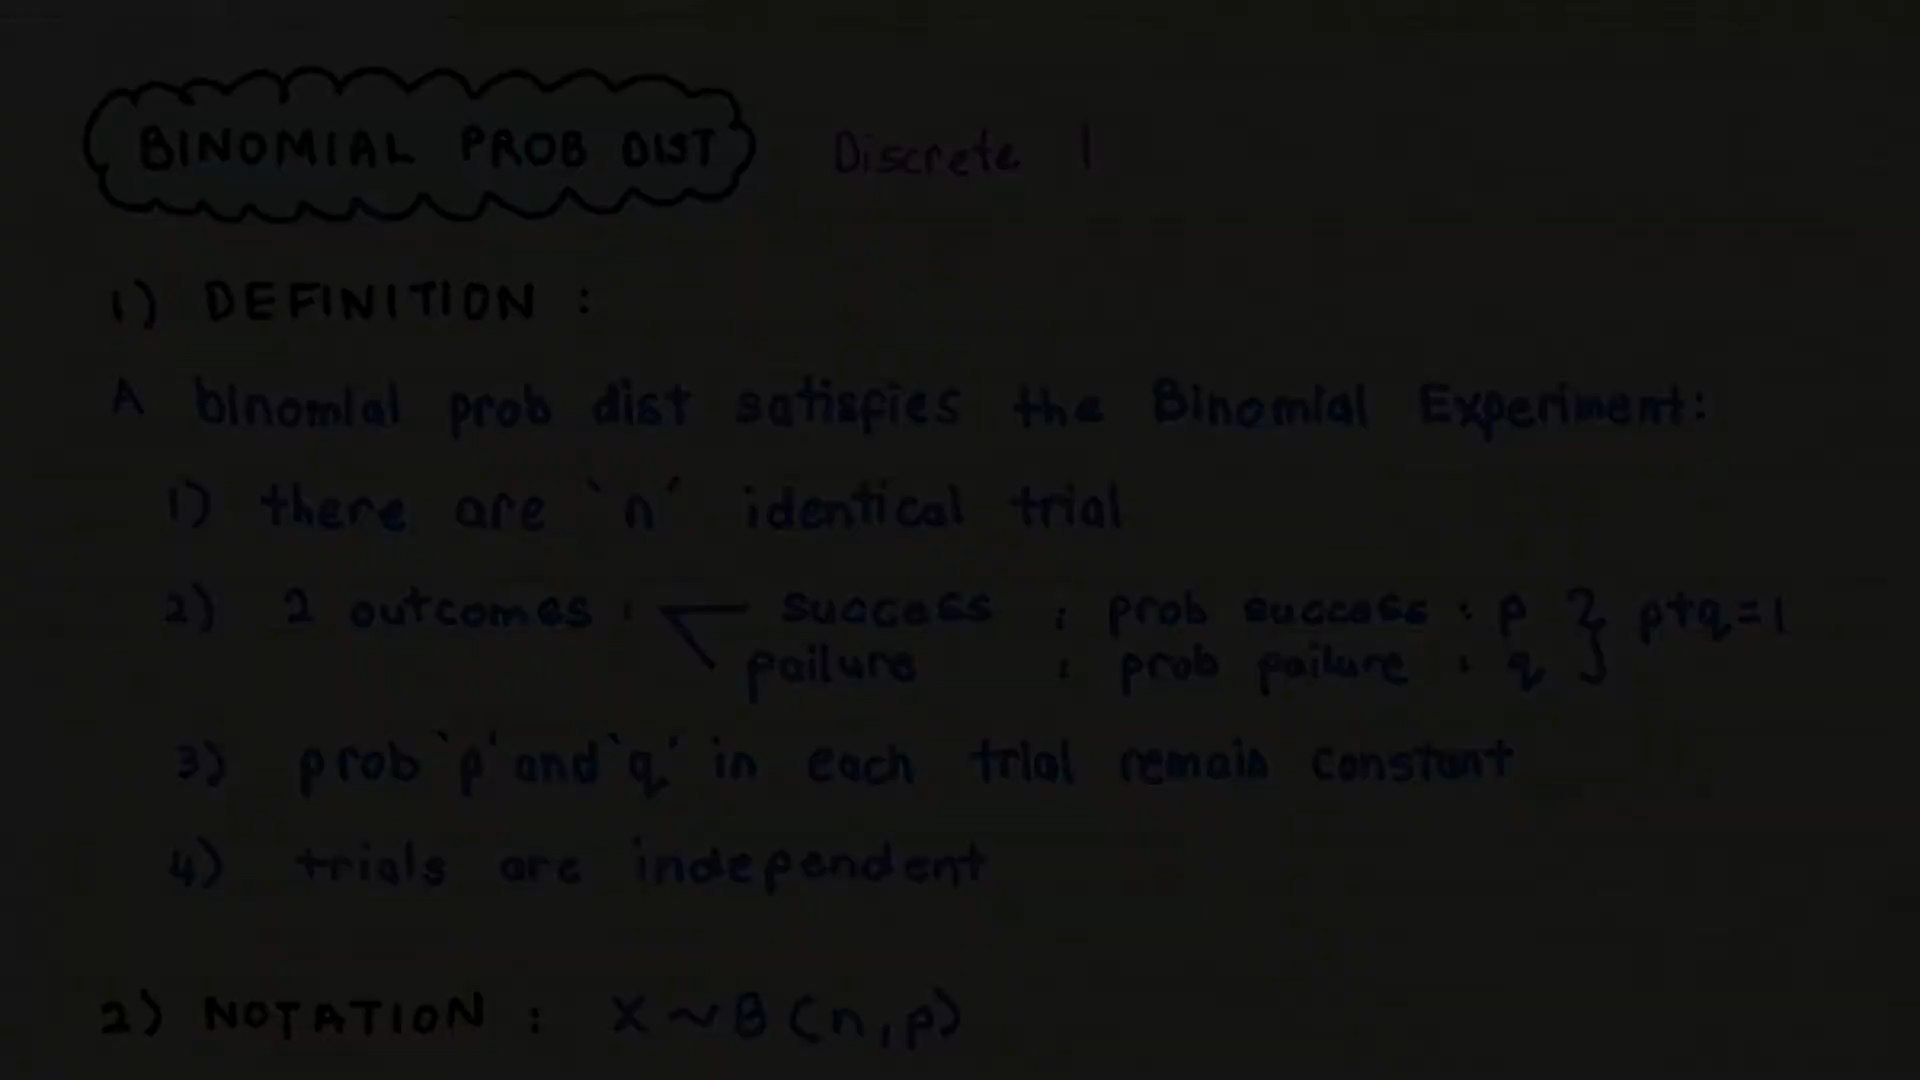 BINOMIAL PROB DIST Discrete 1
1) DEFINITION :
A binomial prob dist satisfies the Binomial Experiment:
1) there are `n' identical trial
2) 2 outcomes : success : prob success : p } p+q=1
failure : prob failure : q
3) prob `p' and `q' in each trial remain constant
4) trials are independent
2) NOTATION : X ~ B (n, p)